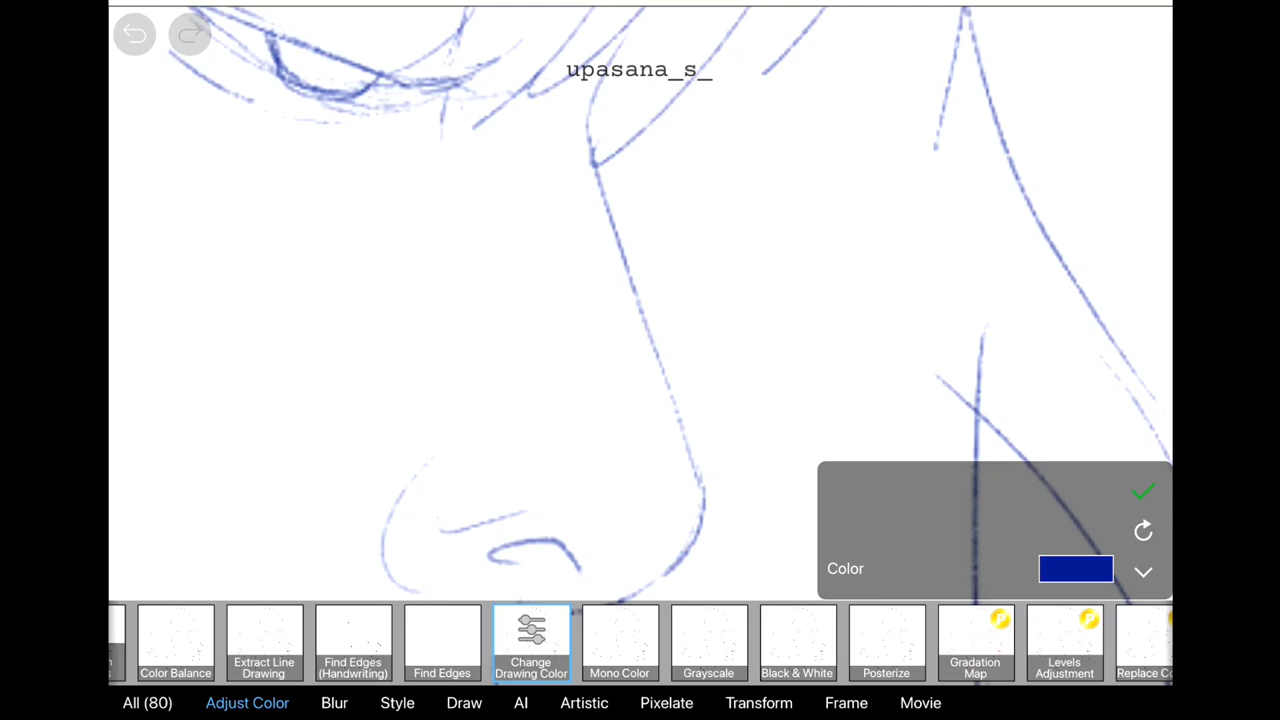 upasana_s_
Color
Color Balance
Extract Line
Drawing
Find Edges
(Handwriting)
Find Edges
Change
Drawing Color
Mono Color
Grayscale
Black & White
Posterize
P
Gradation
Map
P
Levels
Adjustment
All (80)
Adjust Color
Blur
Style
Draw
AI
Artistic
Pixelate
Transform
Frame
Movie